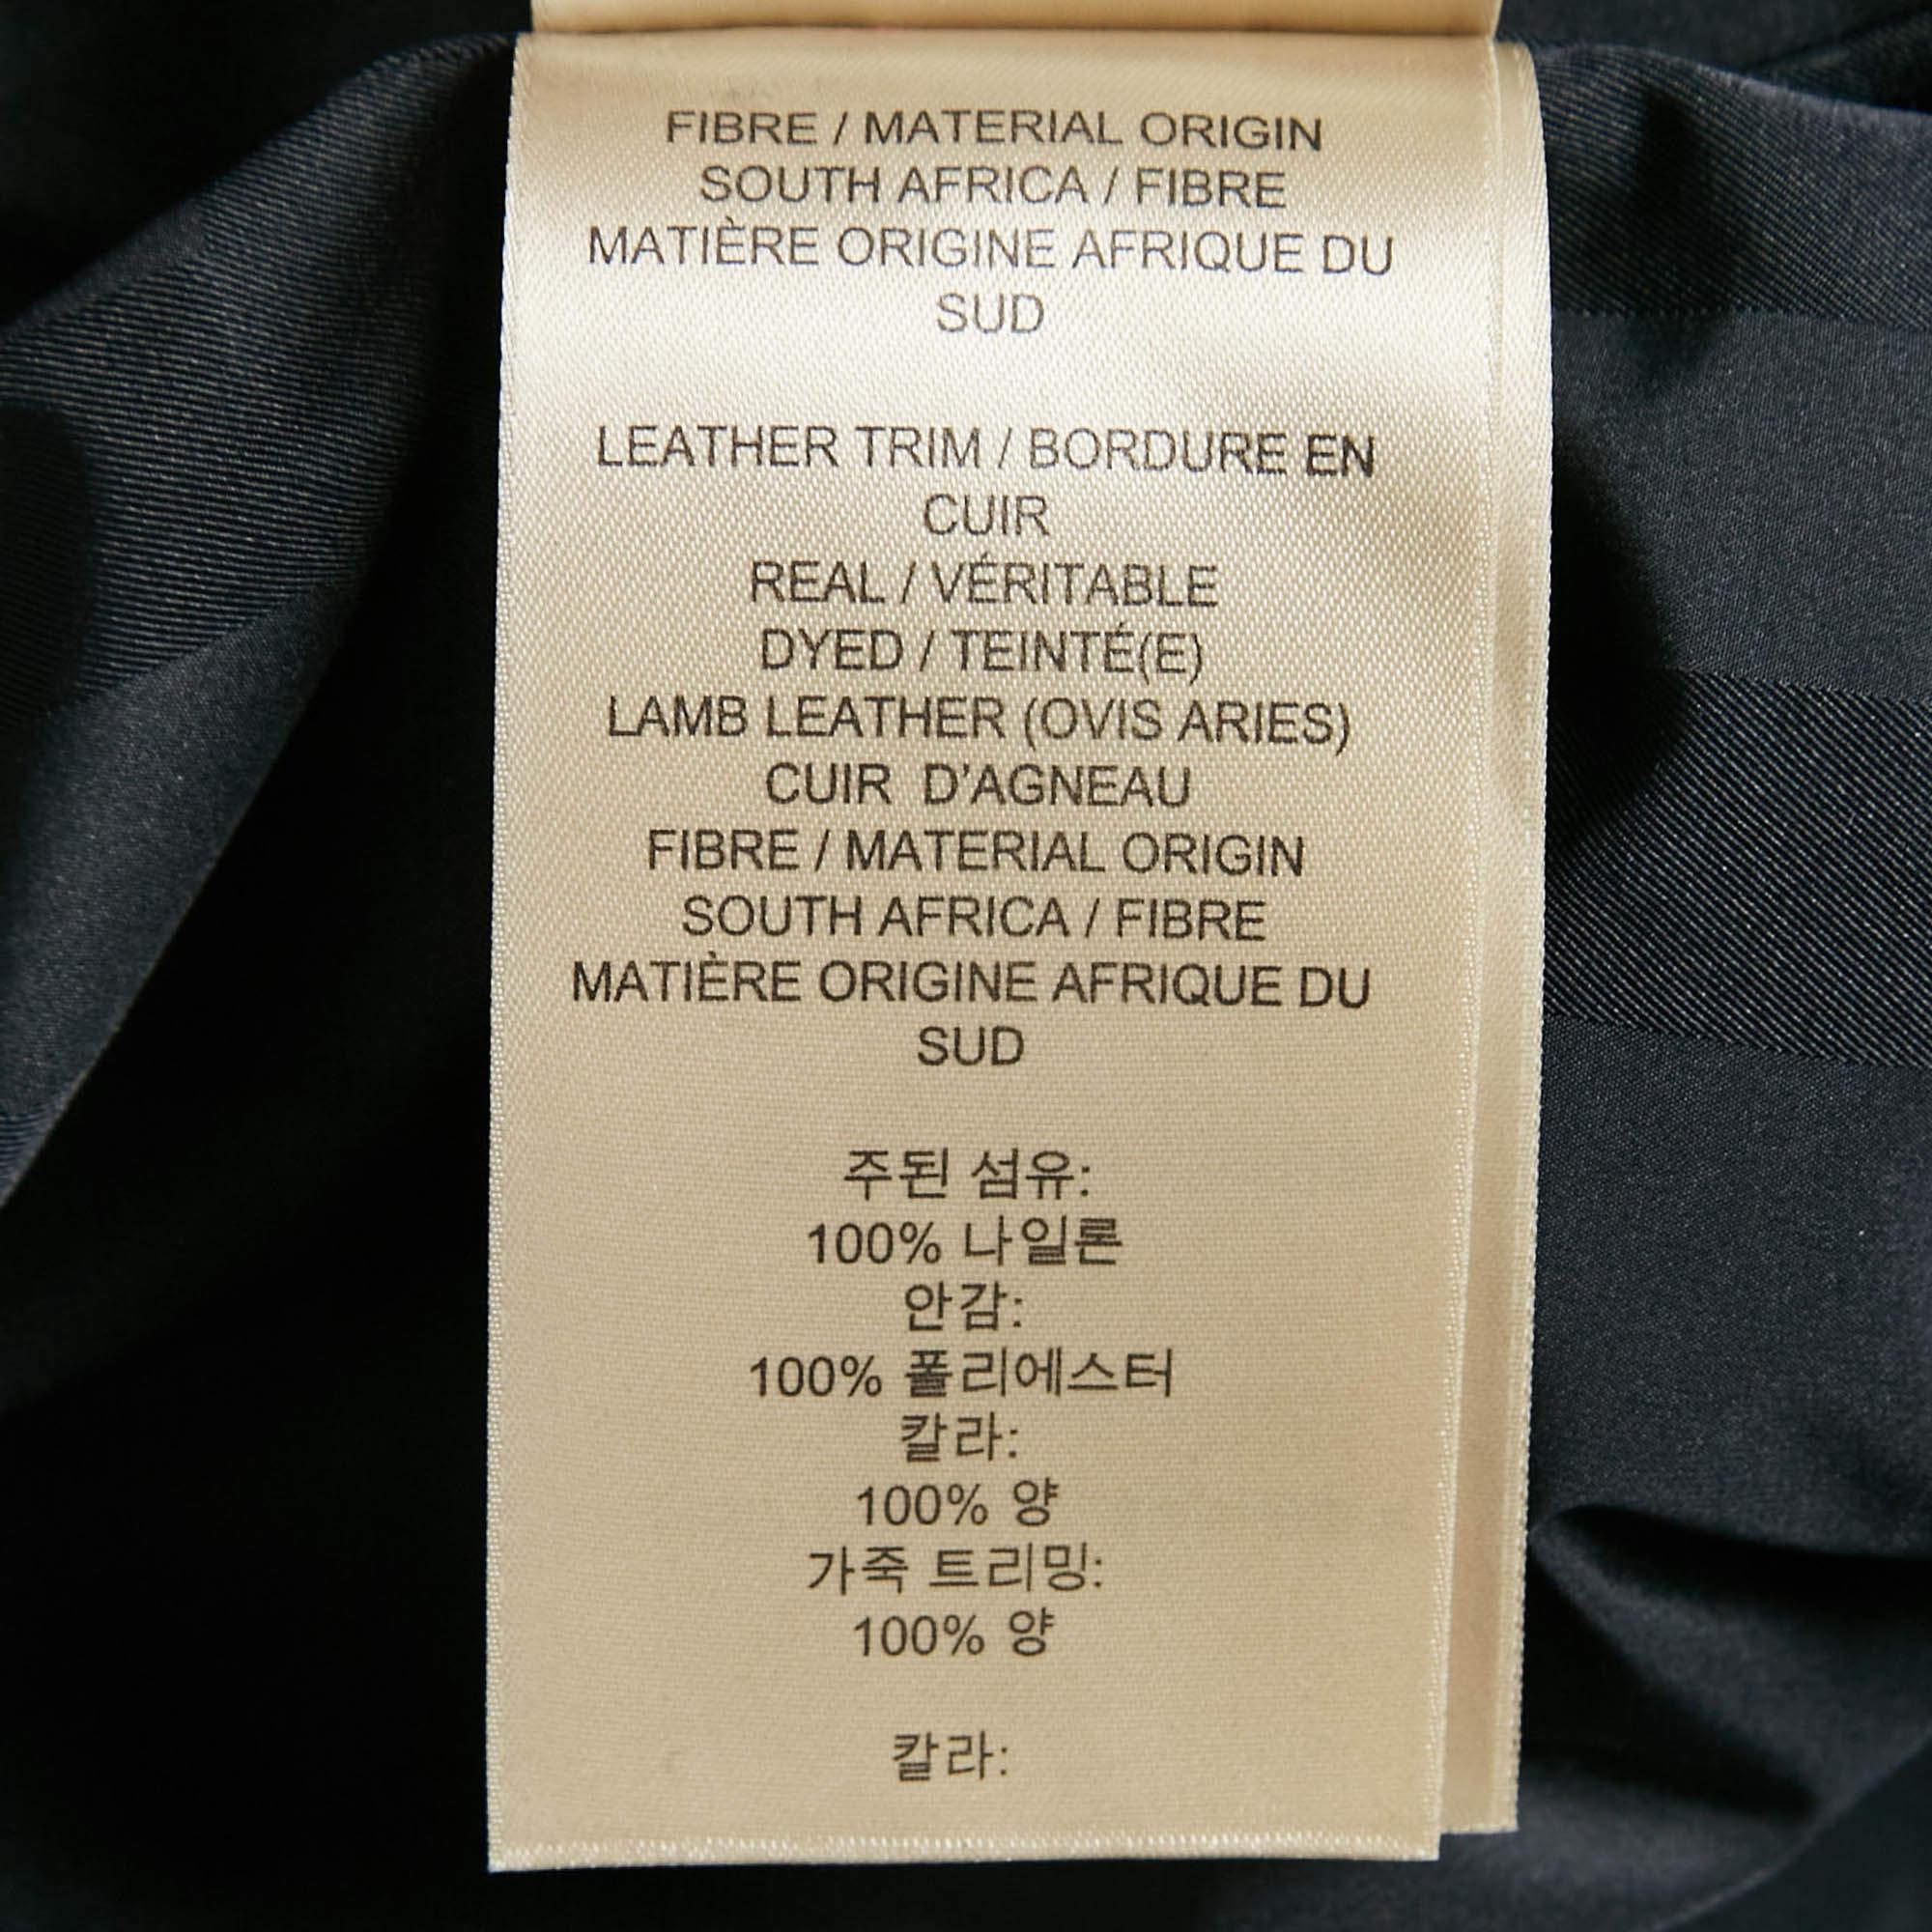 FIBRE / MATERIAL ORIGIN
SOUTH AFRICA / FIBRE
MATIÈRE ORIGINE AFRIQUE DU
SUD
LEATHER TRIM / BORDURE EN
CUIR
REAL / VÉRITABLE
DYED / TEINTÉ(E)
LAMB LEATHER (OVIS ARIES)
CUIR D'AGNEAU
FIBRE / MATERIAL ORIGIN
SOUTH AFRICA / FIBRE
MATIÈRE ORIGINE AFRIQUE DU
SUD
주된 섬유:
100% 나일론
안감:
100% 폴리에스터
칼라:
100% 양
가죽 트리밍:
100% 양
칼라: